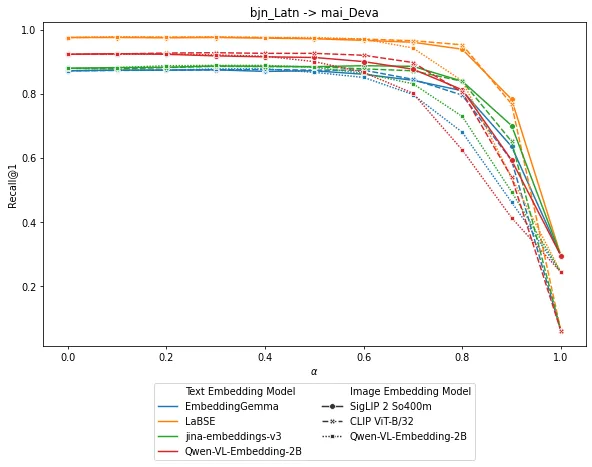 bjn_Latn -> mai_Deva
1.0
0.8
0.6
0.4
0.2
Recall@1
0.0 0.2 0.4 0.6 0.8 1.0
α
Text Embedding Model Image Embedding Model
EmbeddingGemma SigLIP 2 So400m
LaBSE CLIP ViT-B/32
jina-embeddings-v3 Qwen-VL-Embedding-2B
Qwen-VL-Embedding-2B